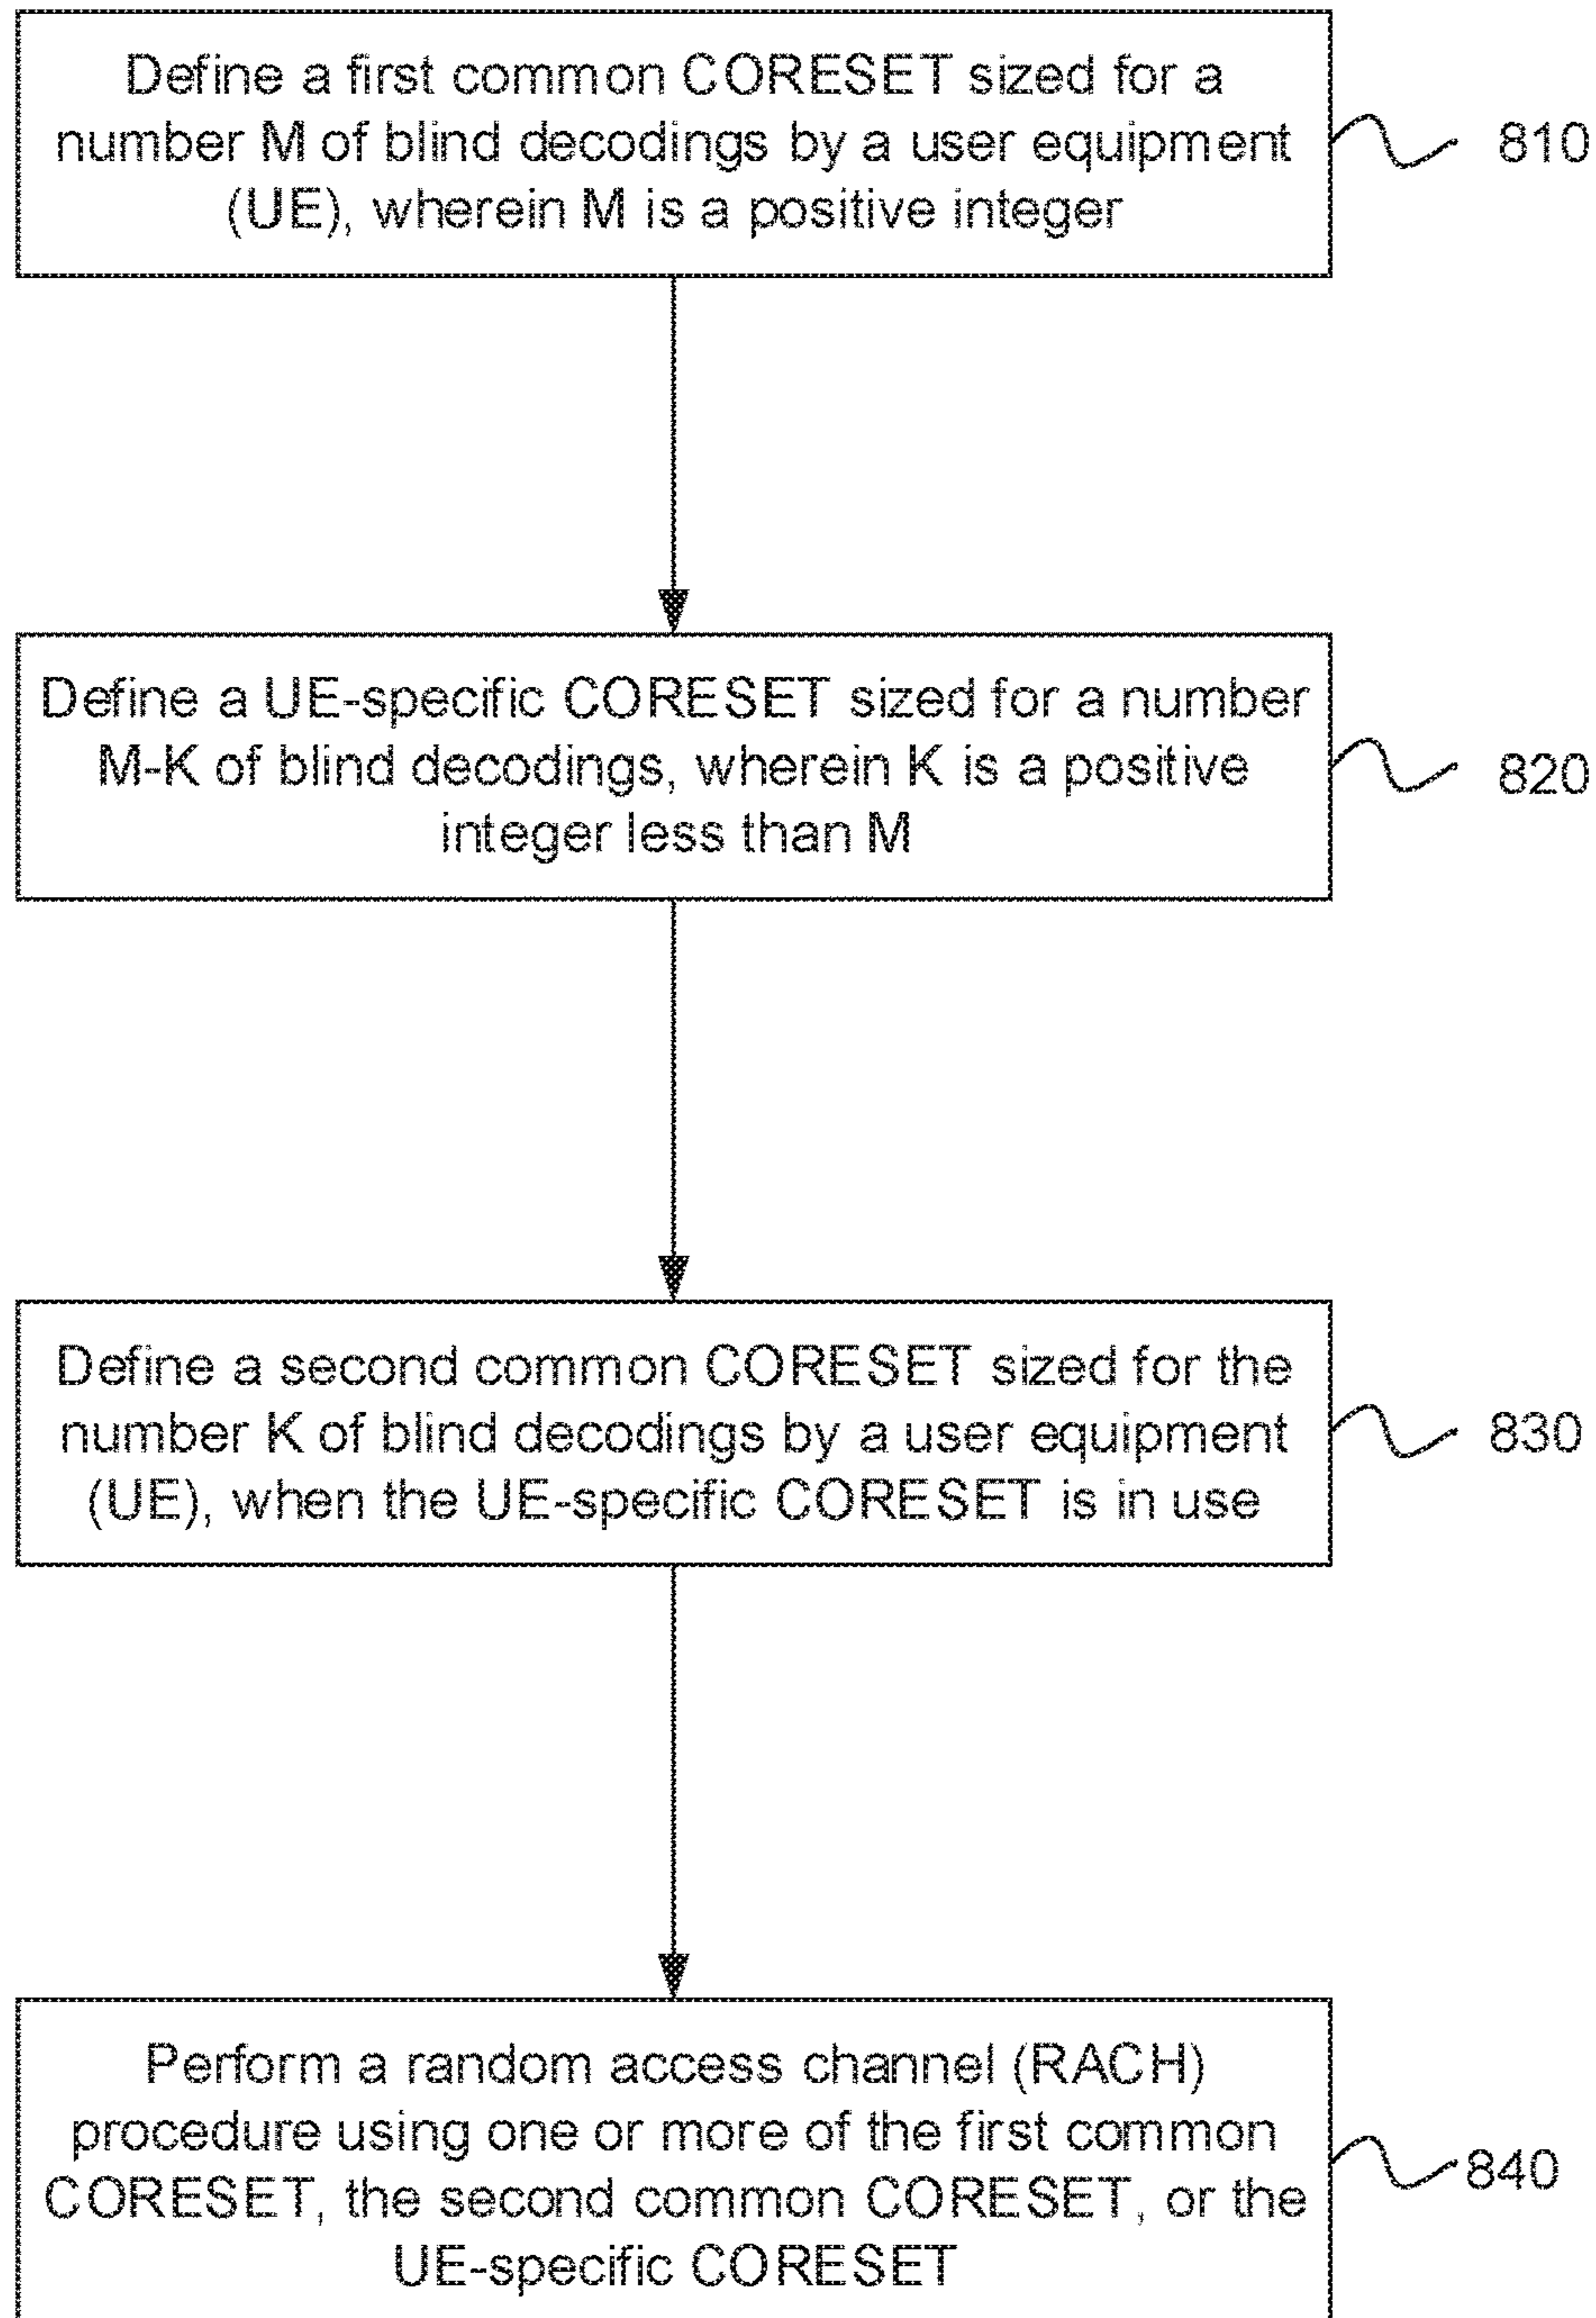 Define a first common CORESET sized for a
number M of blind decodings by a user equipment
(UE), wherein M is a positive integer
810
Define a UE-specific CORESET sized for a number
M-K of blind decodings, wherein K is a positive
integer less than M
820
Define a second common CORESET sized for the
number K of blind decodings by a user equipment
(UE), when the UE-specific CORESET is in use
830
Perform a random access channel (RACH)
procedure using one or more of the first common
CORESET, the second common CORESET, or the
UE-specific CORESET
840